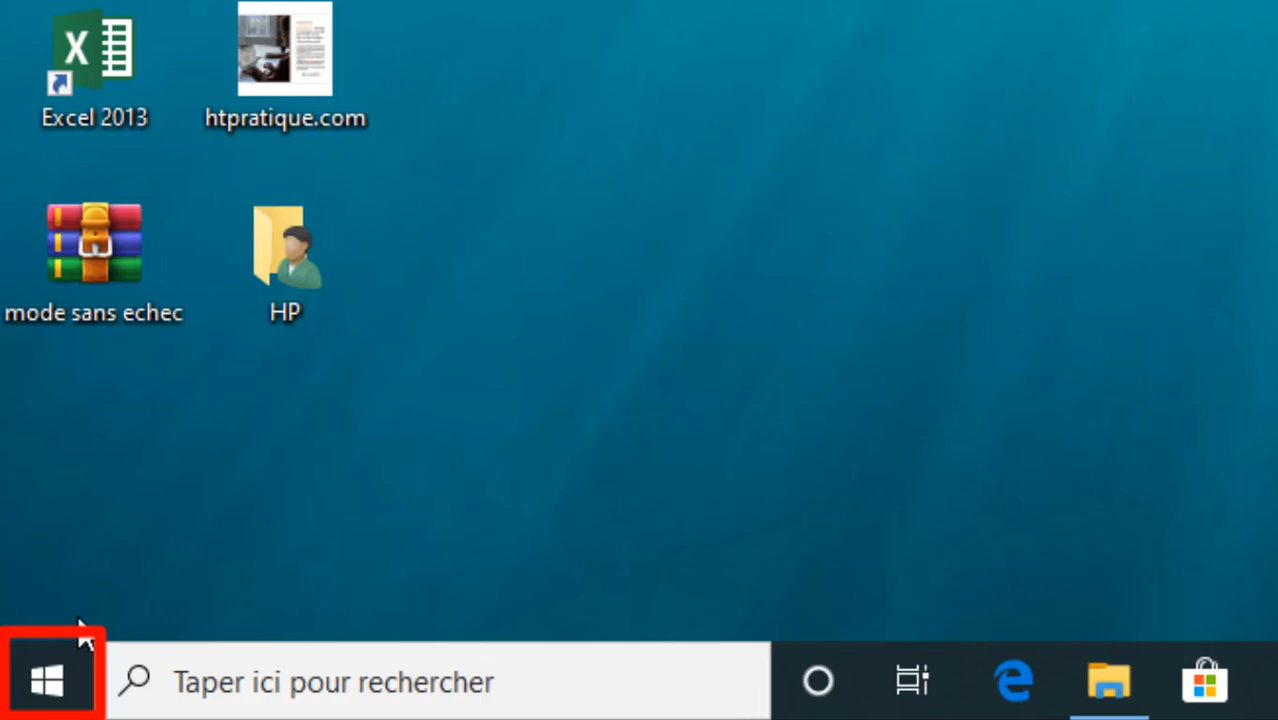 Excel 2013
htpratique.com
mode sans echec
HP
Taper ici pour rechercher